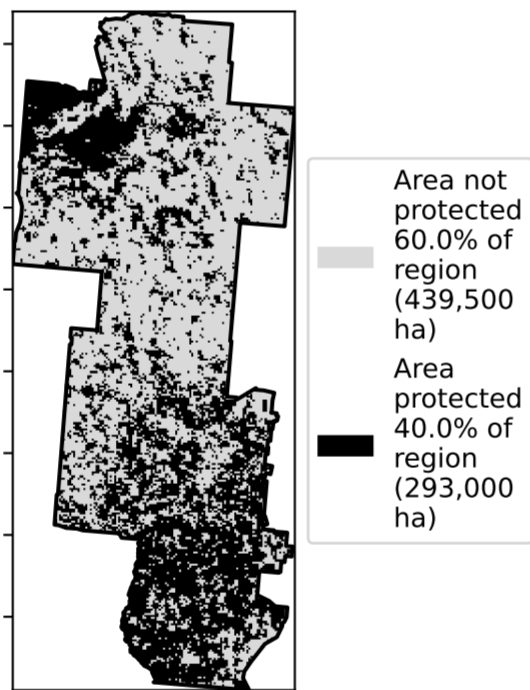 Area not
protected
60.0% of
region
(439,500
ha)
Area
protected
40.0% of
region
(293,000
ha)